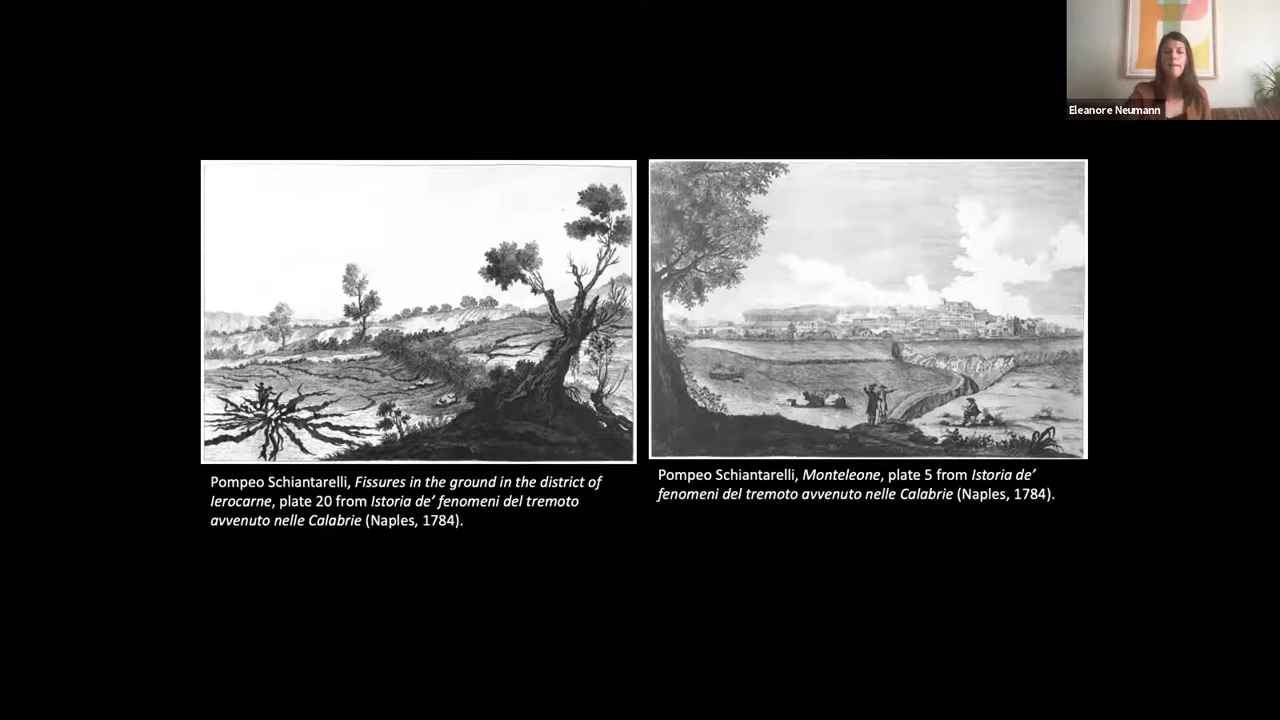 Eleanore Neumann
Pompeo Schiantarelli, Fissures in the ground in the district of
Ierocarne, plate 20 from Istoria de’ fenomeni del tremoto
avvenuto nelle Calabrie (Naples, 1784).
Pompeo Schiantarelli, Monteleone, plate 5 from Istoria de’
fenomeni del tremoto avvenuto nelle Calabrie (Naples, 1784).